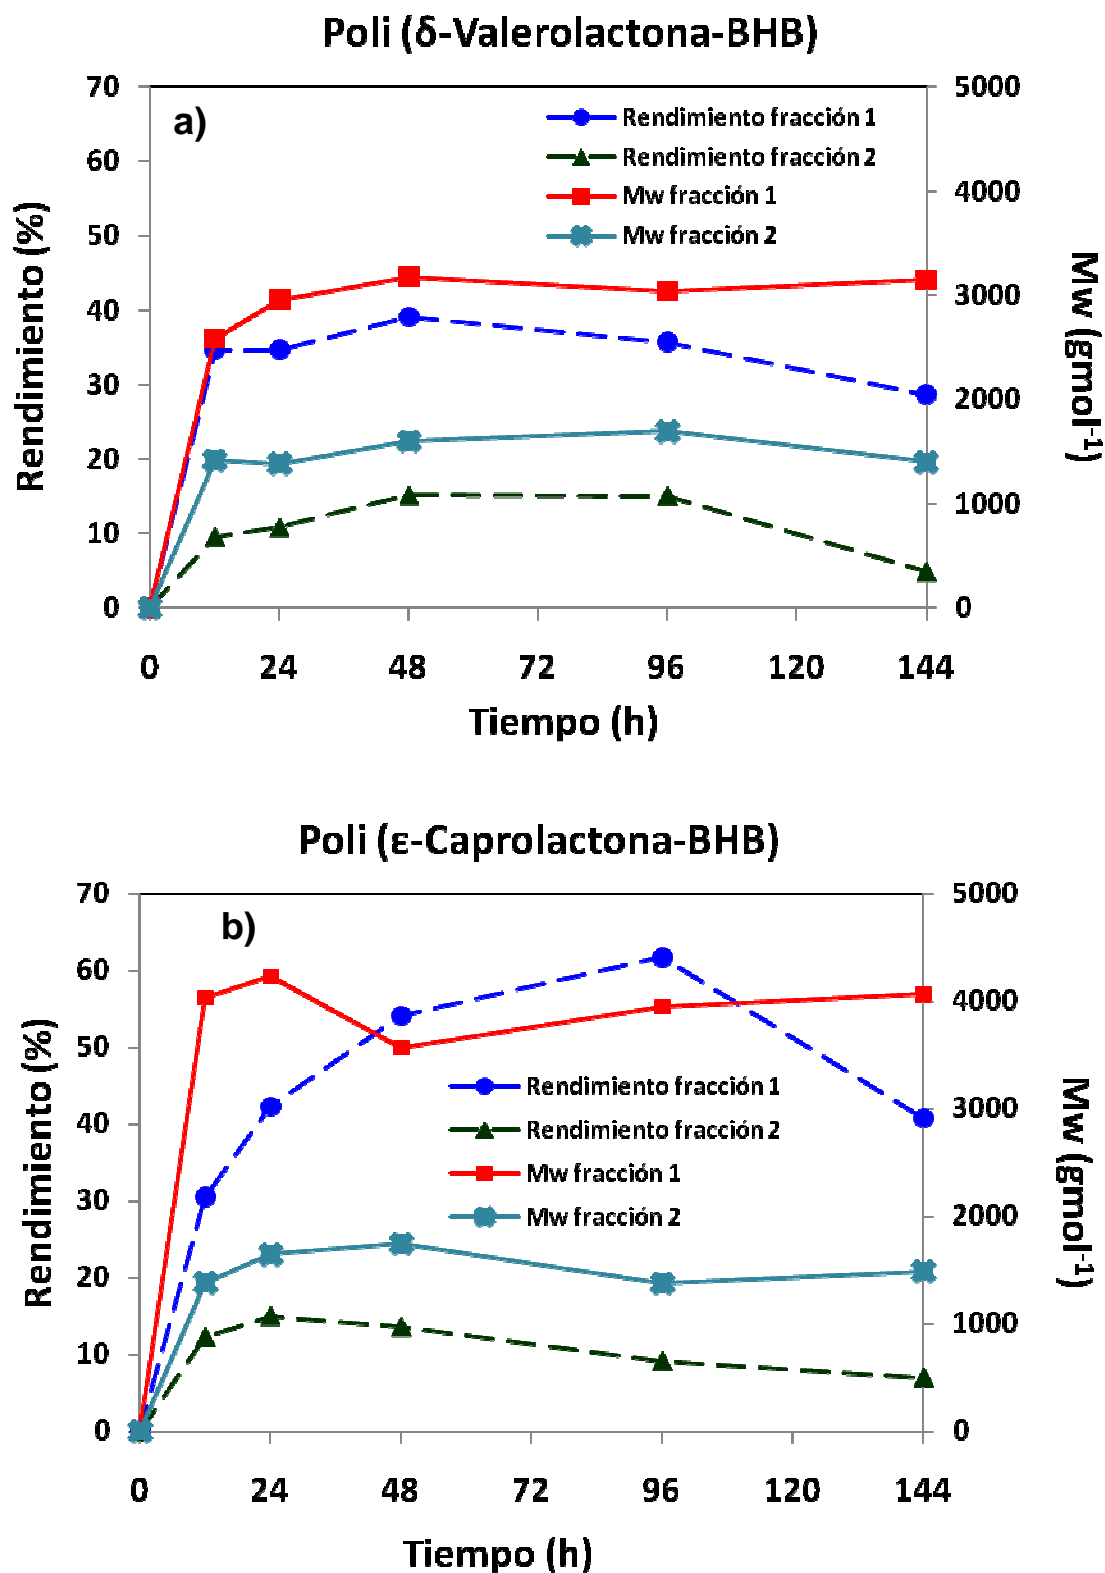 Poli (δ-Valerolactona-BHB)
a)
Rendimiento fracción 1
Rendimiento fracción 2
Mw fracción 1
Mw fracción 2
70
60
50
40
30
20
10
0
Rendimiento (%)
5000
4000
3000
2000
1000
0
Mw (gmol⁻¹)
0 24 48 72 96 120 144
Tiempo (h)
Poli (ε-Caprolactona-BHB)
b)
Rendimiento fracción 1
Rendimiento fracción 2
Mw fracción 1
Mw fracción 2
70
60
50
40
30
20
10
0
Rendimiento (%)
5000
4000
3000
2000
1000
0
Mw (gmol⁻¹)
0 24 48 72 96 120 144
Tiempo (h)